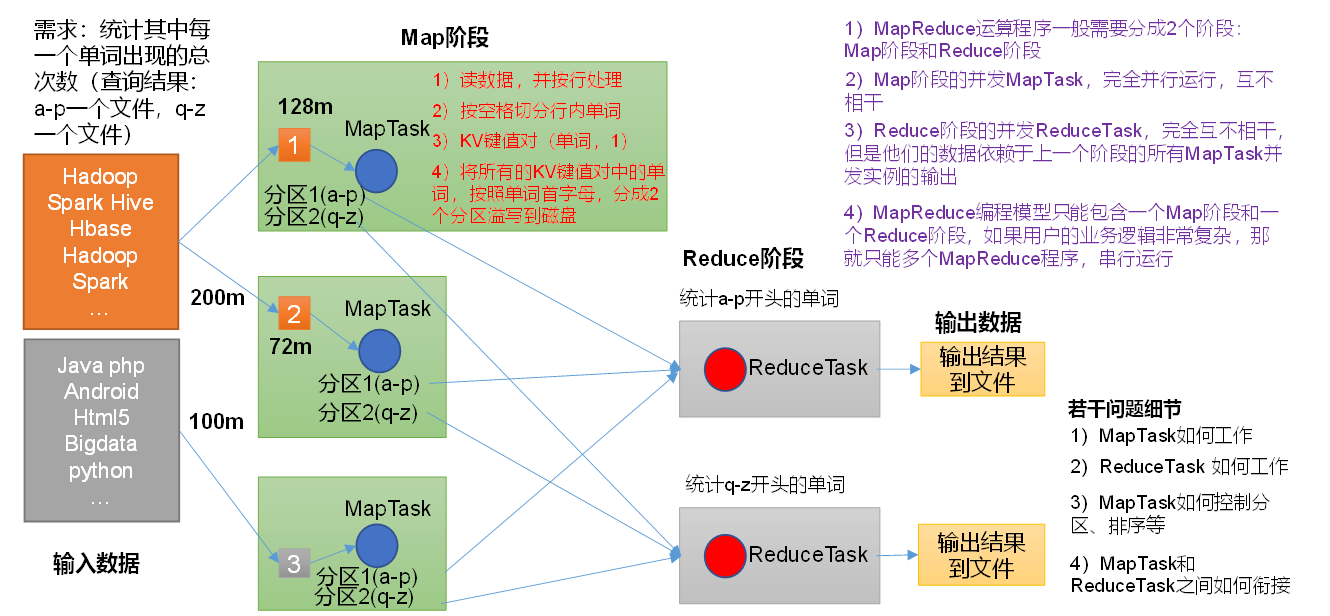 需求：统计其中每
一个单词出现的总
次数（查询结果：
a-p一个文件，q-z
一个文件）
Hadoop
Spark Hive
Hbase
Hadoop
Spark
…
200m
Java php
Android
Html5
Bigdata
python
…
100m
输入数据
Map阶段
128m
1
MapTask
分区1(a-p)
分区2(q-z)
1）读数据，并按行处理
2）按空格切分行内单词
3）KV键值对（单词，1）
4）将所有的KV键值对中的单
词，按照单词首字母，分成2
个分区溢写到磁盘
2
72m
MapTask
分区1(a-p)
分区2(q-z)
3
MapTask
分区1(a-p)
分区2(q-z)
Reduce阶段
统计a-p开头的单词
ReduceTask
统计q-z开头的单词
ReduceTask
输出数据
输出结果
到文件
输出结果
到文件
1）MapReduce运算程序一般需要分成2个阶段：
Map阶段和Reduce阶段
2）Map阶段的并发MapTask，完全并行运行，互不
相干
3）Reduce阶段的并发ReduceTask，完全互不相干，
但是他们的数据依赖于上一个阶段的所有MapTask并
发实例的输出
4）MapReduce编程模型只能包含一个Map阶段和一
个Reduce阶段，如果用户的业务逻辑非常复杂，那
就只能多个MapReduce程序，串行运行
若干问题细节
1）MapTask如何工作
2）ReduceTask 如何工作
3）MapTask如何控制分
区、排序等
4）MapTask和
ReduceTask之间如何衔接